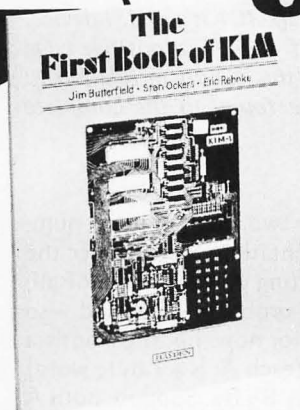 The
First Book of KIM
Jim Butterfield • Stan Ockers • Eric Rehnke
KIM-1
HAYDEN